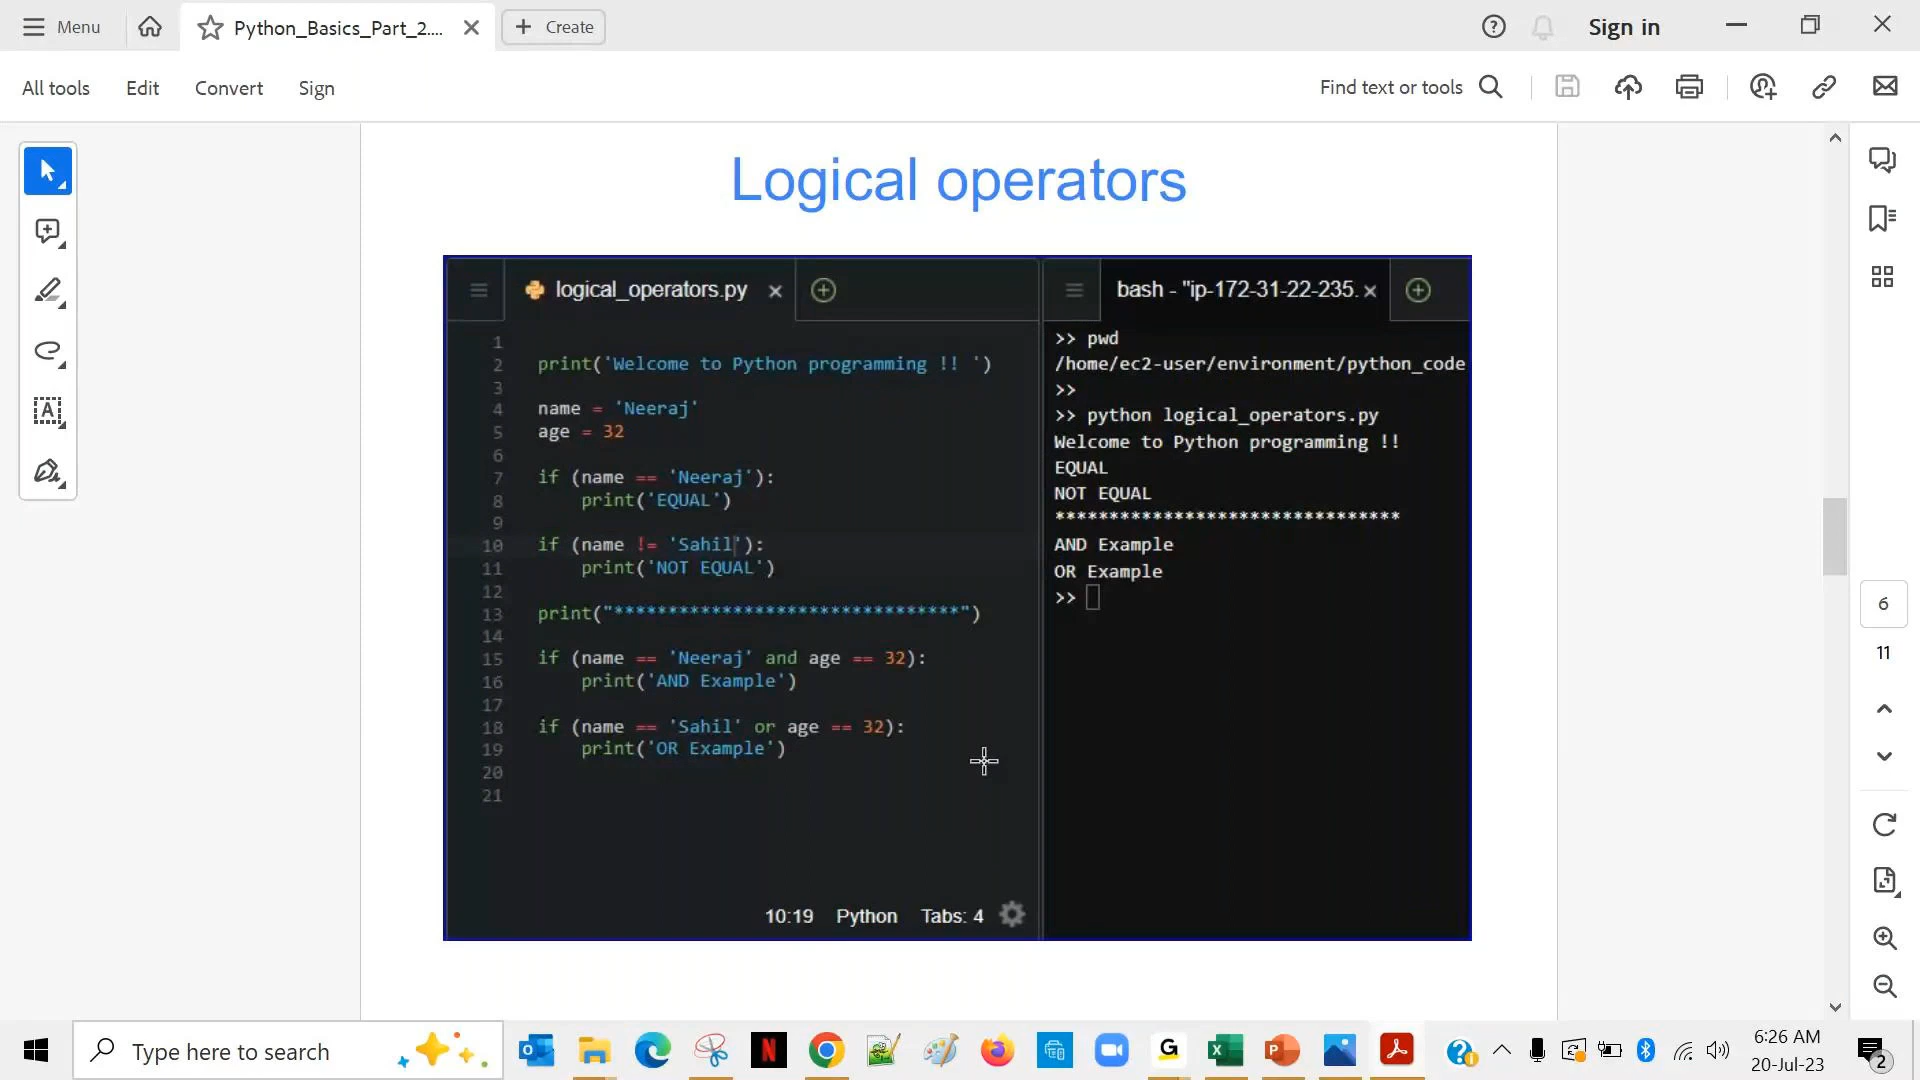 Menu
Python_Basics_Part_2....
Create
Sign in
All tools
Edit
Convert
Sign
Find text or tools
Logical operators
logical_operators.py
1
2 print('Welcome to Python programming !! ')
3
4 name = 'Neeraj'
5 age = 32
6
7 if (name == 'Neeraj'):
8 print('EQUAL')
9
10 if (name != 'Sahil'):
11 print('NOT EQUAL')
12
13 print("********************************")
14
15 if (name == 'Neeraj' and age == 32):
16 print('AND Example')
17
18 if (name == 'Sahil' or age == 32):
19 print('OR Example')
20
21
10:19 Python Tabs: 4
bash - "ip-172-31-22-235.
>> pwd
/home/ec2-user/environment/python_code
>>
>> python logical_operators.py
Welcome to Python programming !!
EQUAL
NOT EQUAL
********************************
AND Example
OR Example
>>
6
11
Type here to search
6:26 AM
20-Jul-23
2